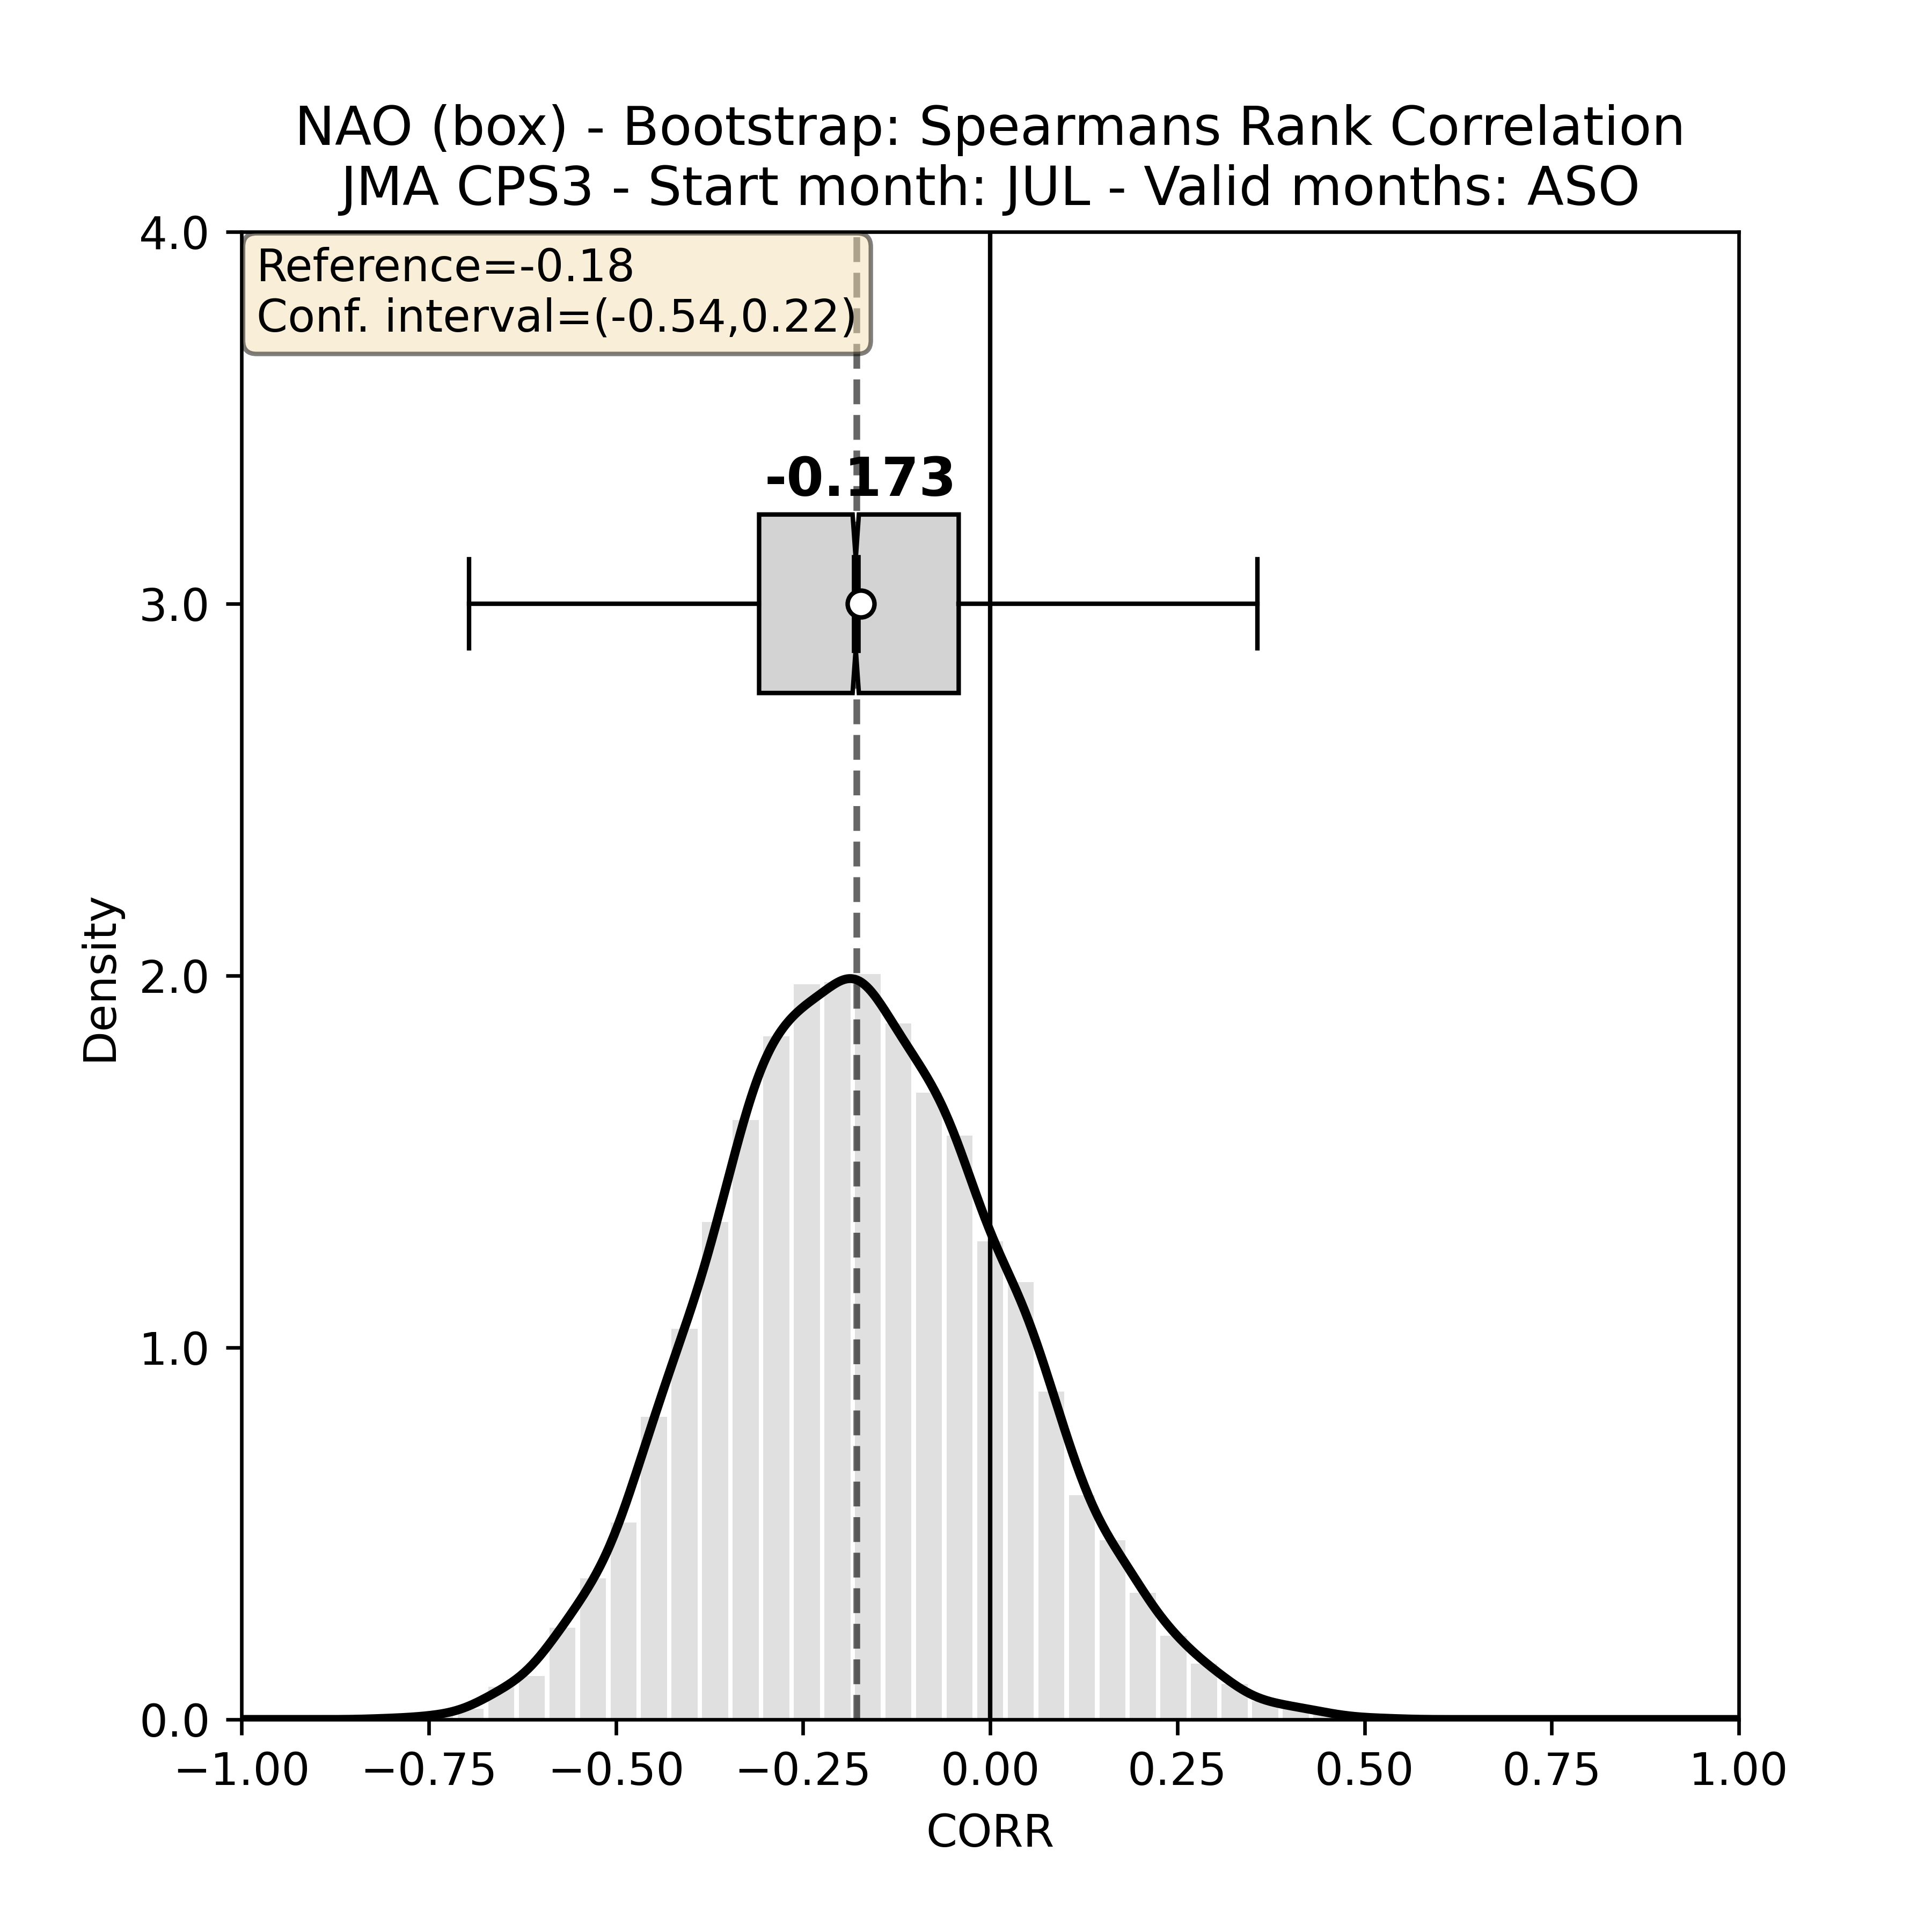 NAO (box) - Bootstrap: Spearmans Rank Correlation
JMA CPS3 - Start month: JUL - Valid months: ASO
Reference=-0.18
Conf. interval=(-0.54,0.22)
-0.173
4.0
3.0
2.0
1.0
0.0
Density
−1.00 −0.75 −0.50 −0.25 0.00 0.25 0.50 0.75 1.00
CORR